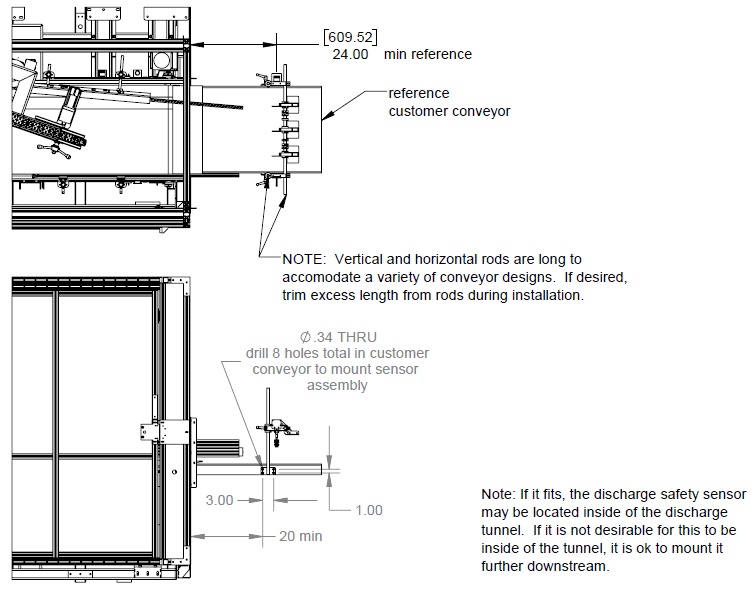 [609.52]
24.00 min reference
reference
customer conveyor
NOTE: Vertical and horizontal rods are long to
accomodate a variety of conveyor designs. If desired,
trim excess length from rods during installation.
∅ .34 THRU
drill 8 holes total in customer
conveyor to mount sensor
assembly
3.00
1.00
20 min
Note: If it fits, the discharge safety sensor
may be located inside of the discharge
tunnel. If it is not desirable for this to be
inside of the tunnel, it is ok to mount it
further downstream.